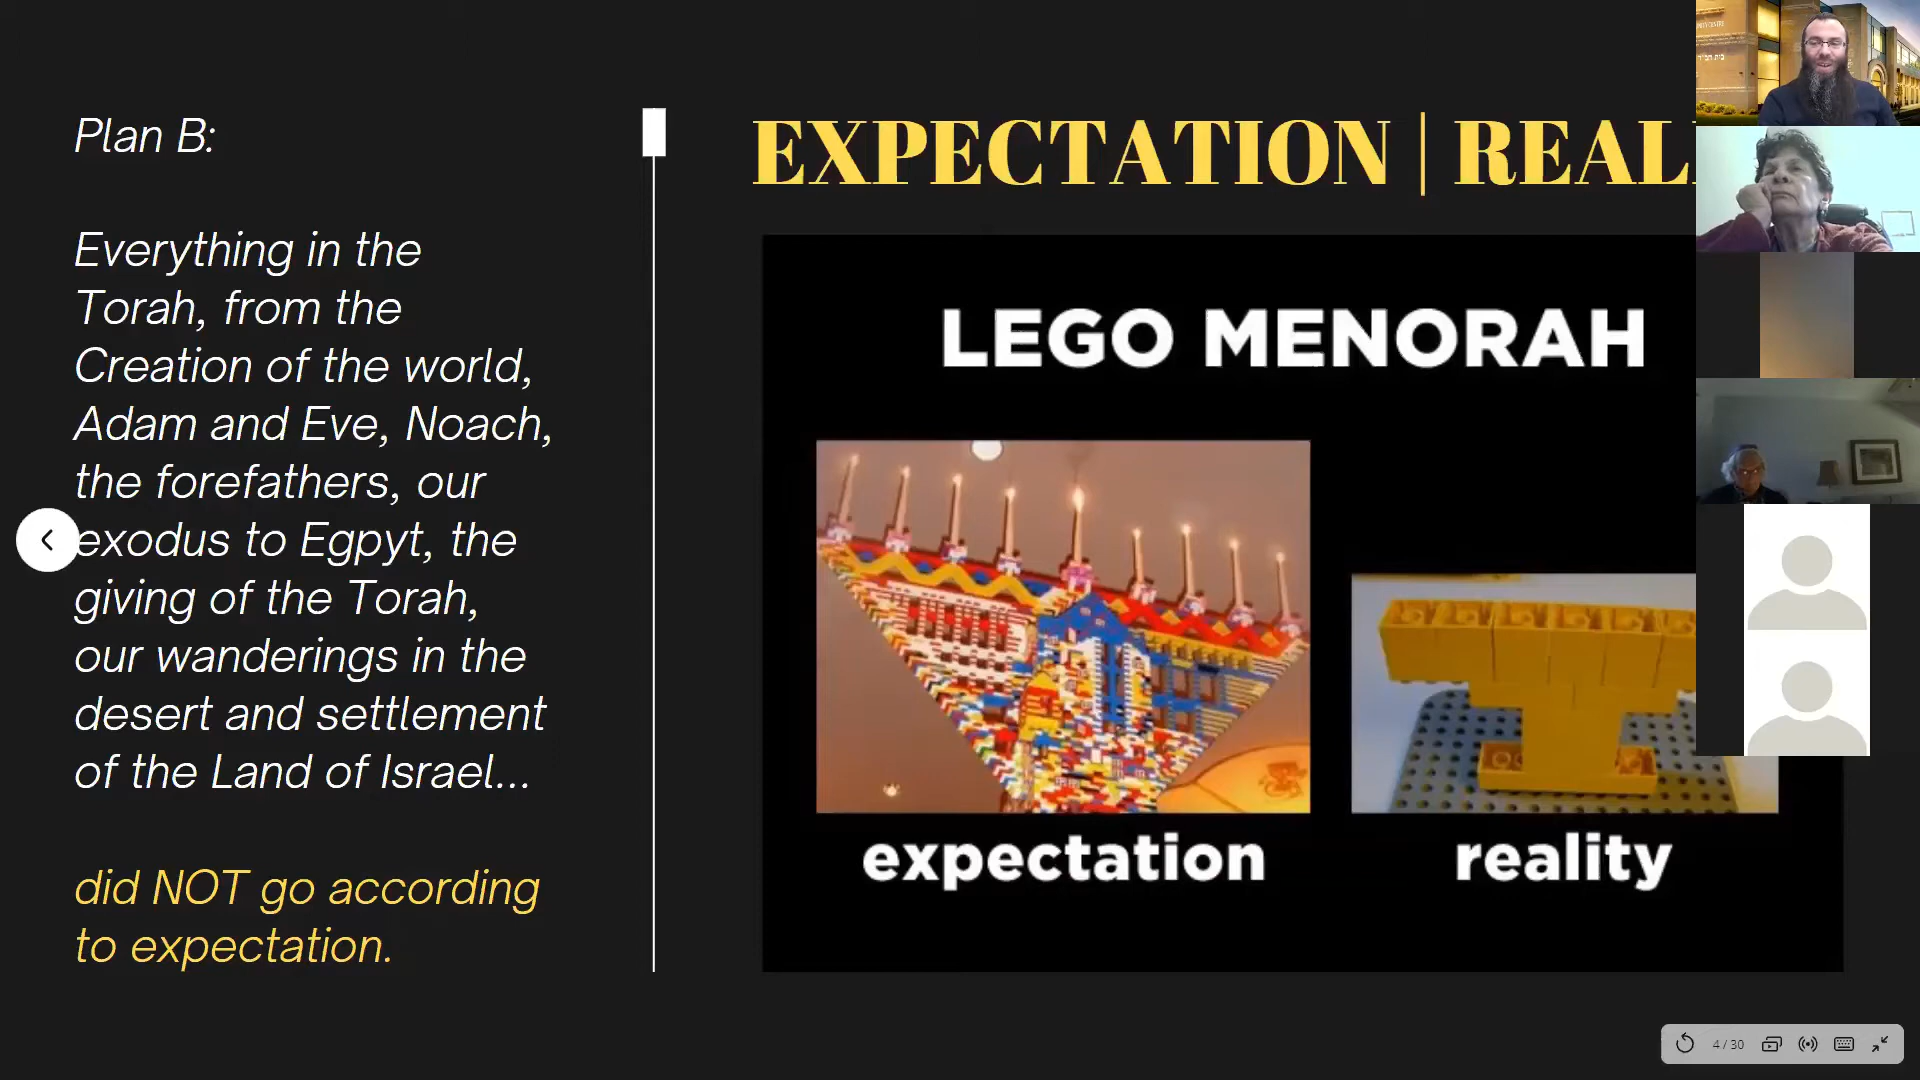 Plan B:
Everything in the
Torah, from the
Creation of the world,
Adam and Eve, Noach,
the forefathers, our
exodus to Egpyt, the
giving of the Torah,
our wanderings in the
desert and settlement
of the Land of Israel...
did NOT go according
to expectation.
EXPECTATION | REAL
LEGO MENORAH
expectation
reality
4 / 30